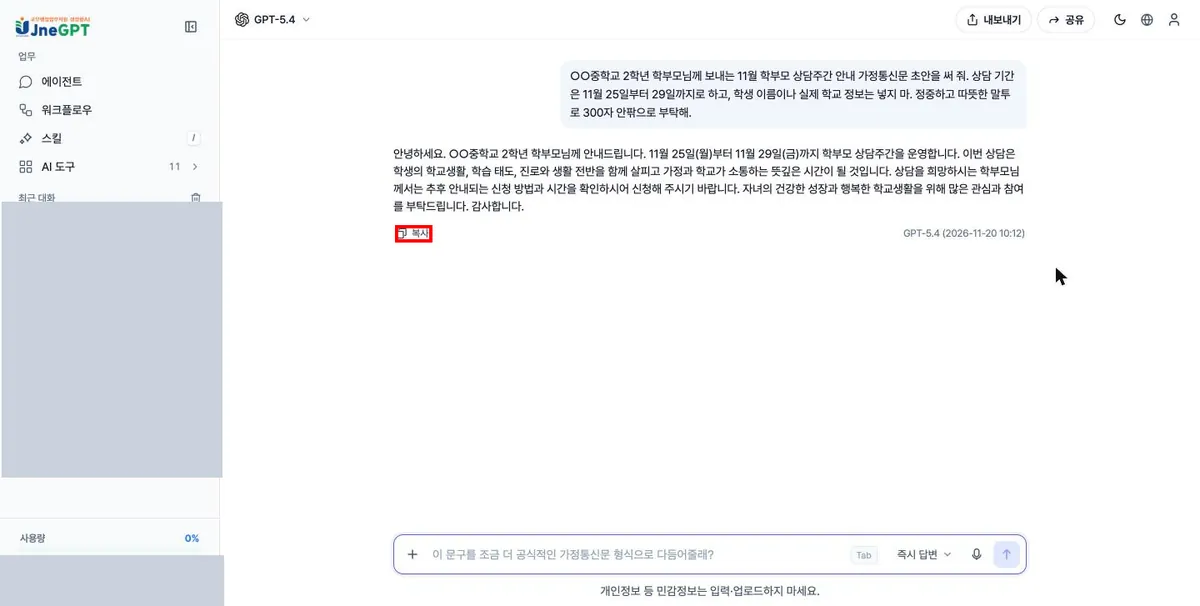 공무행정업무지원 생성형AI
JneGPT
업무
에이전트
워크플로우
스킬
/
AI 도구
11
최근 대화
사용량
0%
GPT-5.4
내보내기
공유
○○중학교 2학년 학부모님께 보내는 11월 학부모 상담주간 안내 가정통신문 초안을 써 줘. 상담 기간
은 11월 25일부터 29일까지로 하고, 학생 이름이나 실제 학교 정보는 넣지 마. 정중하고 따뜻한 말투
로 300자 안팎으로 부탁해.
안녕하세요. ○○중학교 2학년 학부모님께 안내드립니다. 11월 25일(월)부터 11월 29일(금)까지 학부모 상담주간을 운영합니다. 이번 상담은
학생의 학교생활, 학습 태도, 진로와 생활 전반을 함께 살피고 가정과 학교가 소통하는 뜻깊은 시간이 될 것입니다. 상담을 희망하시는 학부모님
께서는 추후 안내되는 신청 방법과 시간을 확인하시어 신청해 주시기 바랍니다. 자녀의 건강한 성장과 행복한 학교생활을 위해 많은 관심과 참여
를 부탁드립니다. 감사합니다.
복사
GPT-5.4 (2026-11-20 10:12)
이 문구를 조금 더 공식적인 가정통신문 형식으로 다듬어줄래?
Tab
즉시 답변
개인정보 등 민감정보는 입력·업로드하지 마세요.